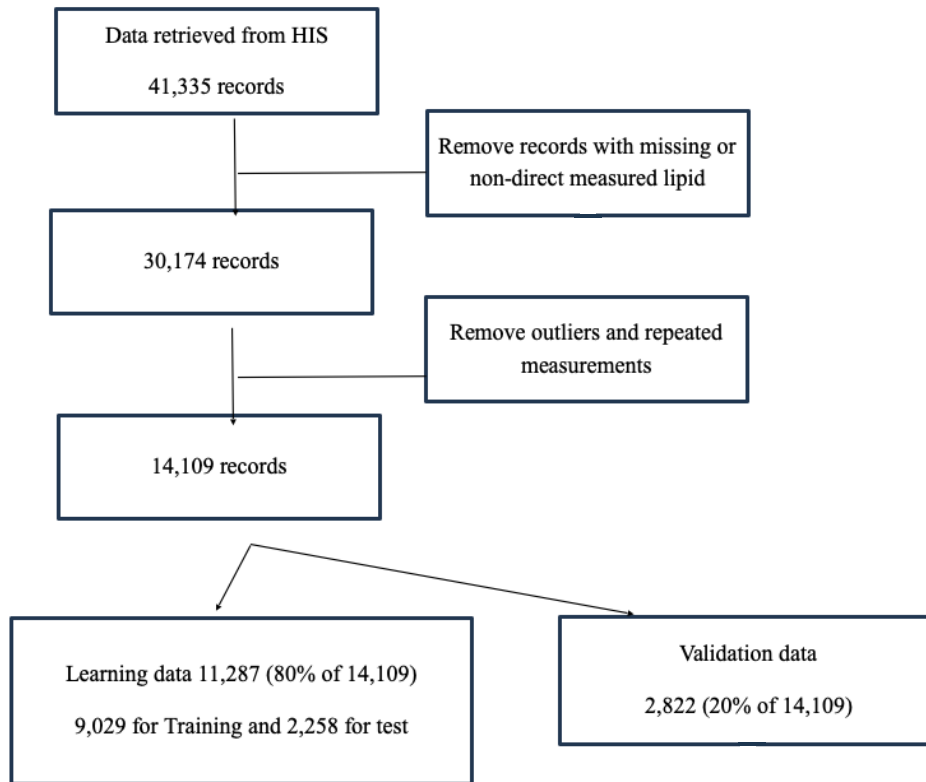 Data retrieved from HIS
41,335 records
Remove records with missing or
non-direct measured lipid
30,174 records
Remove outliers and repeated
measurements
14,109 records
Learning data 11,287 (80% of 14,109)
9,029 for Training and 2,258 for test
Validation data
2,822 (20% of 14,109)